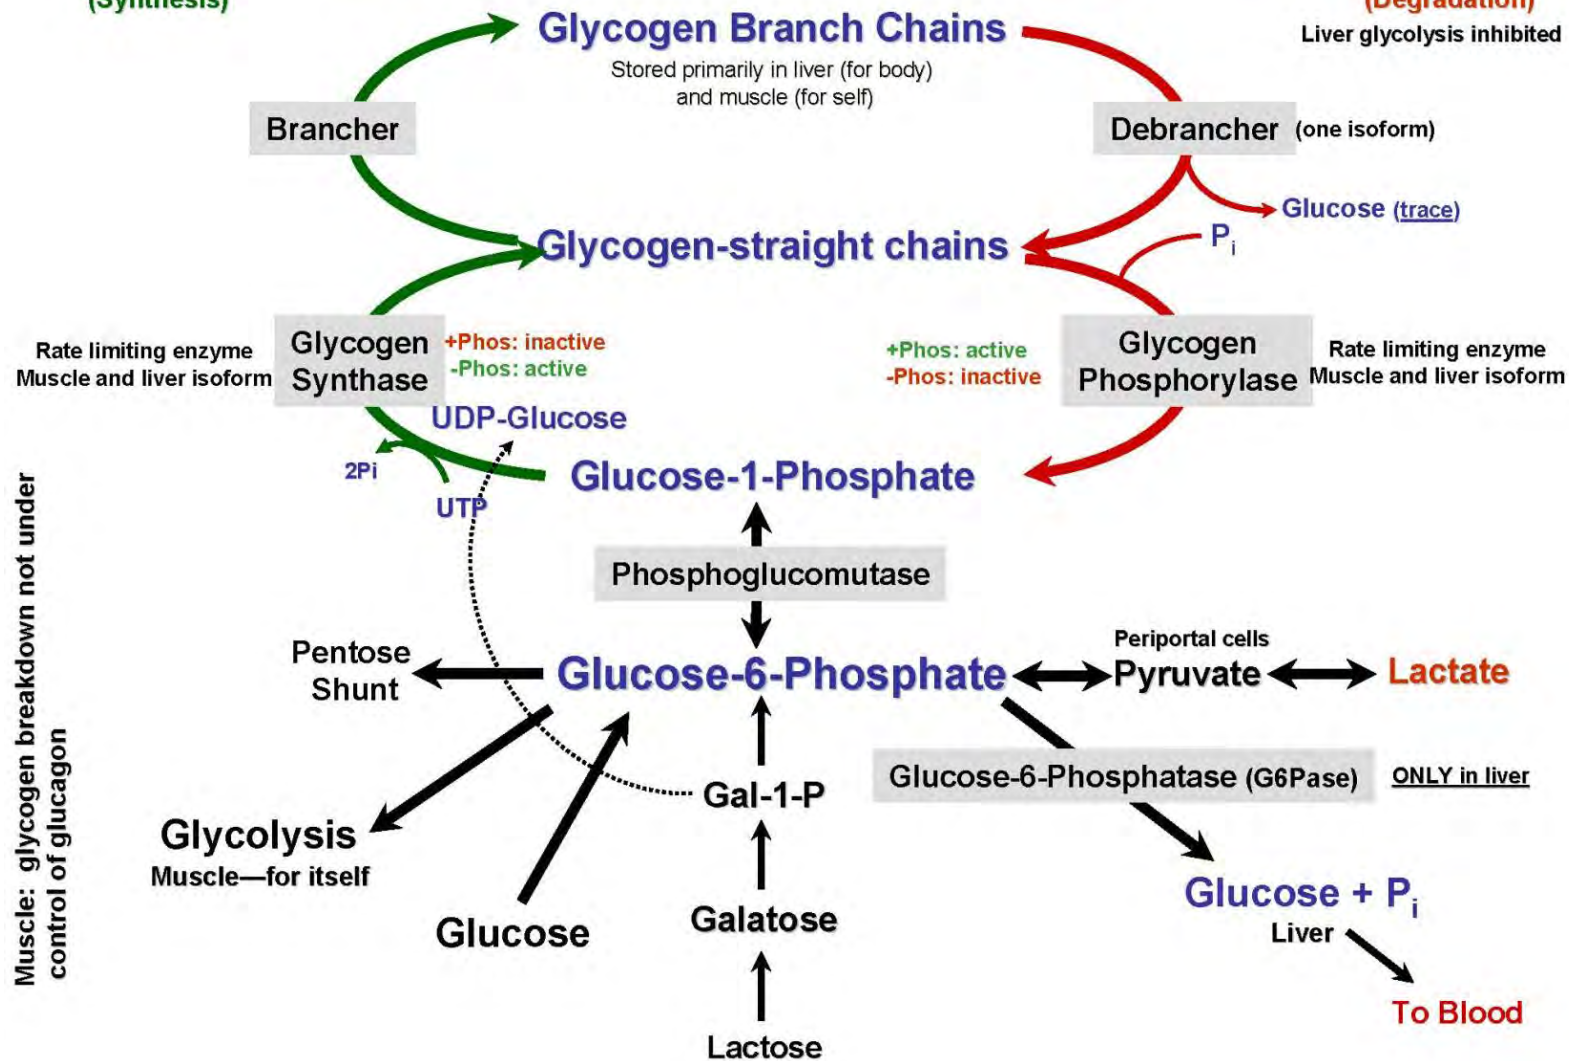 (Synthesis)
(Degradation)
Glycogen Branch Chains
Liver glycolysis inhibited
Stored primarily in liver (for body)
and muscle (for self)
Brancher
Debrancher (one isoform)
Glucose (trace)
Glycogen-straight chains
Pi
Rate limiting enzyme
Muscle and liver isoform
Glycogen
Synthase
+Phos: inactive
-Phos: active
+Phos: active
-Phos: inactive
Glycogen
Phosphorylase
Rate limiting enzyme
Muscle and liver isoform
UDP-Glucose
2Pi
UTP
Glucose-1-Phosphate
Phosphoglucomutase
Pentose
Shunt
Glucose-6-Phosphate
Periportal cells
Pyruvate
Lactate
Glucose-6-Phosphatase (G6Pase)
ONLY in liver
Gal-1-P
Glycolysis
Muscle—for itself
Glucose
Galatose
Lactose
Glucose + Pi
Liver
To Blood
Muscle: glycogen breakdown not under
control of glucagon